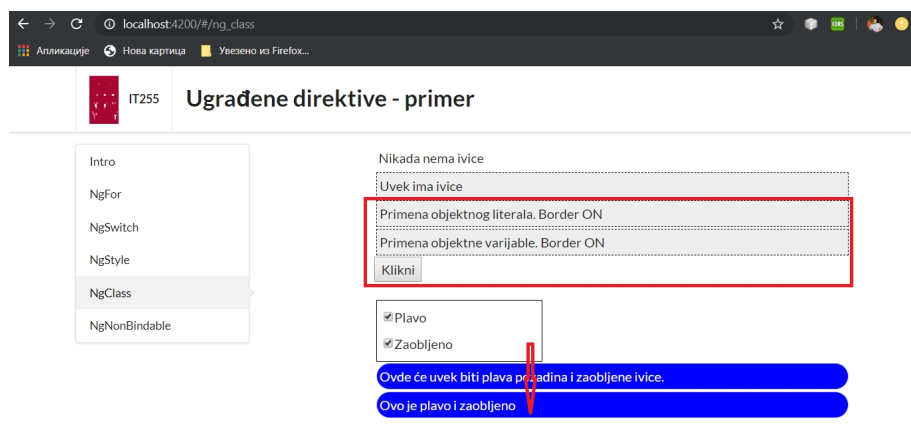 localhost:4200/#/ng_class
CORS
Апликације Нова картица Увезено из Firefox...
IT255
Ugrađene direktive - primer
Intro
NgFor
NgSwitch
NgStyle
NgClass
NgNonBindable
Nikada nema ivice
Uvek ima ivice
Primena objektnog literala. Border ON
Primena objektne varijable. Border ON
Klikni
Plavo
Zaobljeno
Ovde će uvek biti plava pozadina i zaobljene ivice.
Ovo je plavo i zaobljeno